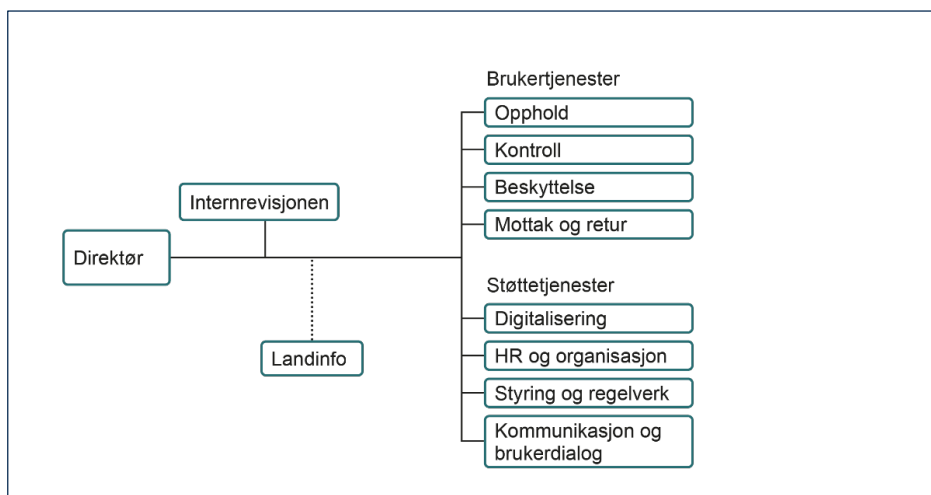 Direktør
Internrevisjonen
Landinfo
Brukertjenester
Opphold
Kontroll
Beskyttelse
Mottak og retur
Støttetjenester
Digitalisering
HR og organisasjon
Styring og regelverk
Kommunikasjon og
brukerdialog